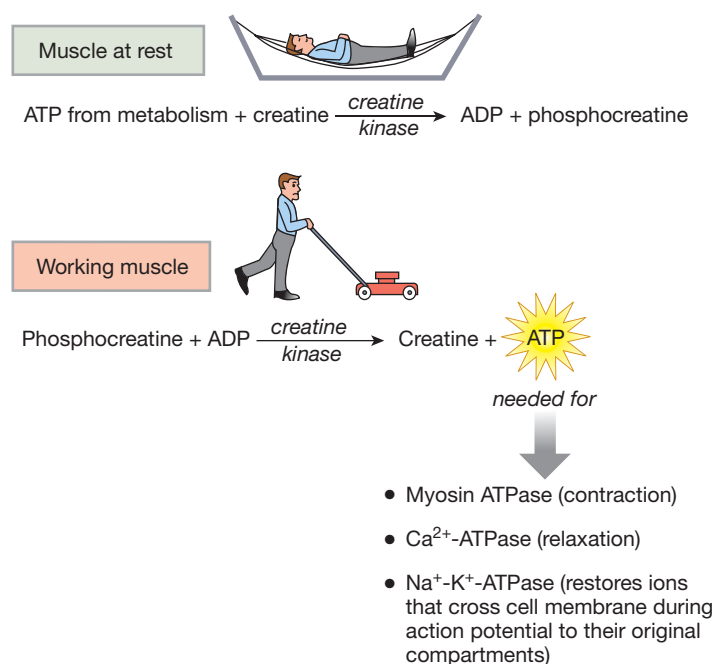 Muscle at rest
ATP from metabolism + creatine creatine kinase ADP + phosphocreatine
Working muscle
Phosphocreatine + ADP creatine kinase Creatine + ATP
needed for
• Myosin ATPase (contraction)
• Ca²⁺-ATPase (relaxation)
• Na⁺-K⁺-ATPase (restores ions
that cross cell membrane during
action potential to their original
compartments)